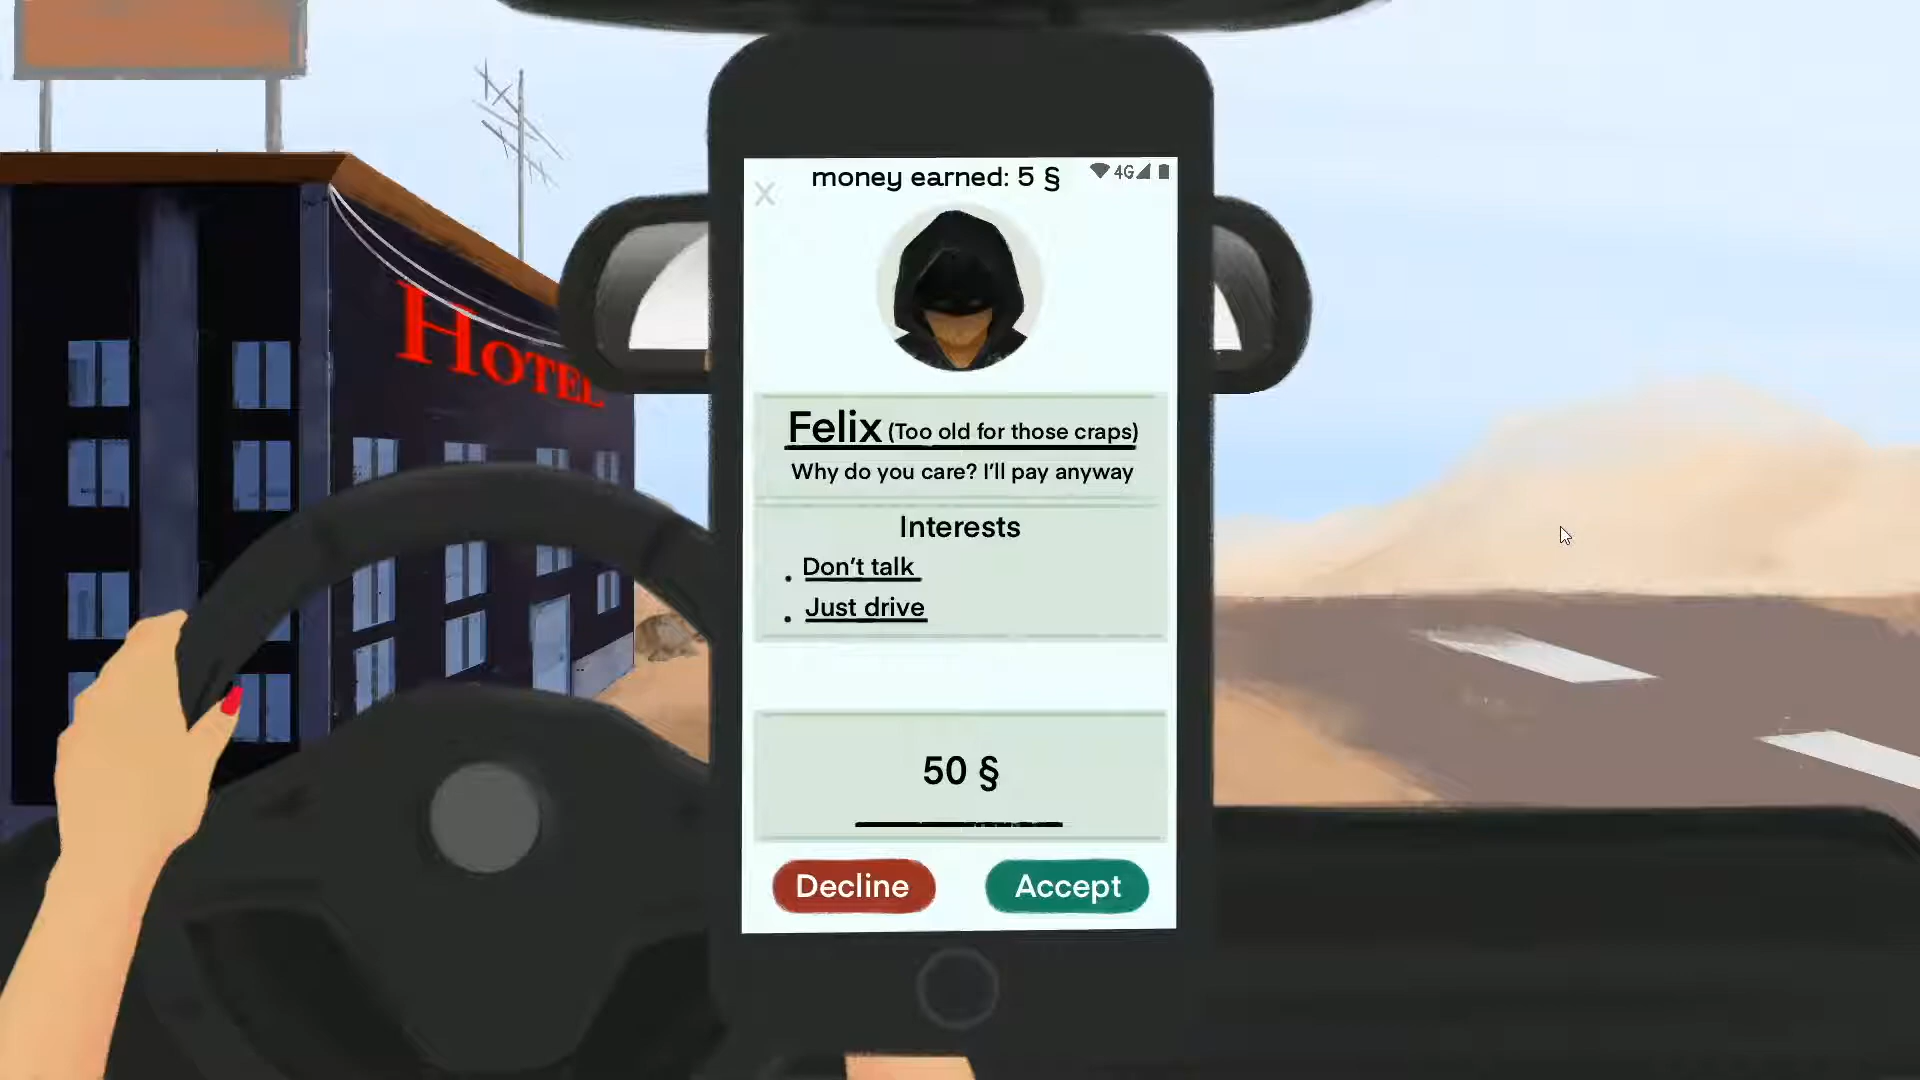 HOTEL
money earned: 5 §
4G
Felix (Too old for those craps)
Why do you care? I'll pay anyway
Interests
. Don't talk
. Just drive
50 §
Decline
Accept